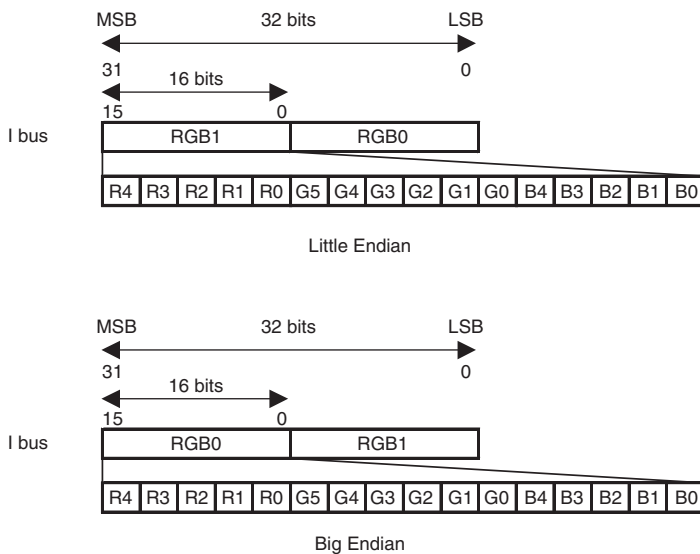 MSB 32 bits LSB
31 0
16 bits
15 0
I bus RGB1 RGB0
R4 R3 R2 R1 R0 G5 G4 G3 G2 G1 G0 B4 B3 B2 B1 B0
Little Endian
MSB 32 bits LSB
31 0
16 bits
15 0
I bus RGB0 RGB1
R4 R3 R2 R1 R0 G5 G4 G3 G2 G1 G0 B4 B3 B2 B1 B0
Big Endian